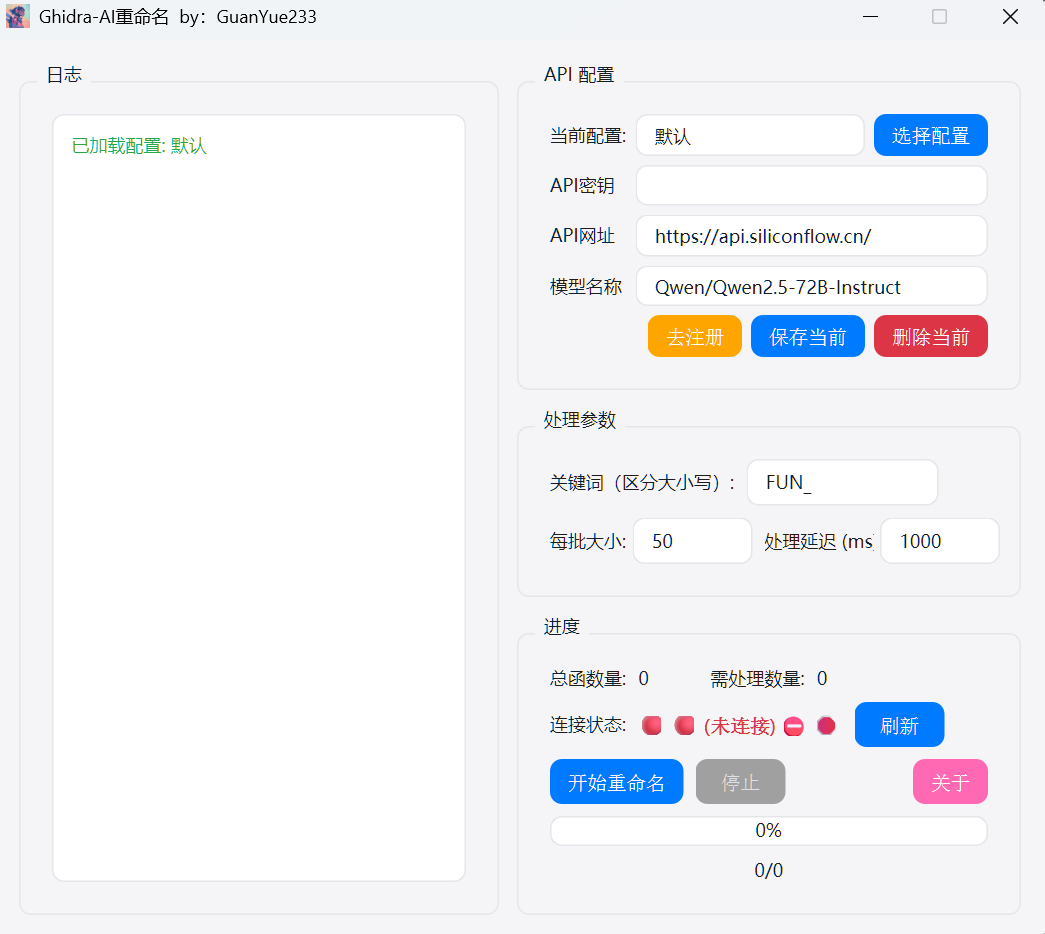 Ghidra-AI重命名 by：GuanYue233
日志
已加载配置: 默认
API 配置
当前配置: 默认 选择配置
API密钥
API网址 https://api.siliconflow.cn/
模型名称 Qwen/Qwen2.5-72B-Instruct
去注册 保存当前 删除当前
处理参数
关键词（区分大小写）: FUN_
每批大小: 50 处理延迟 (ms 1000
进度
总函数量: 0 需处理数量: 0
连接状态: (未连接) 刷新
开始重命名 停止 关于
0%
0/0